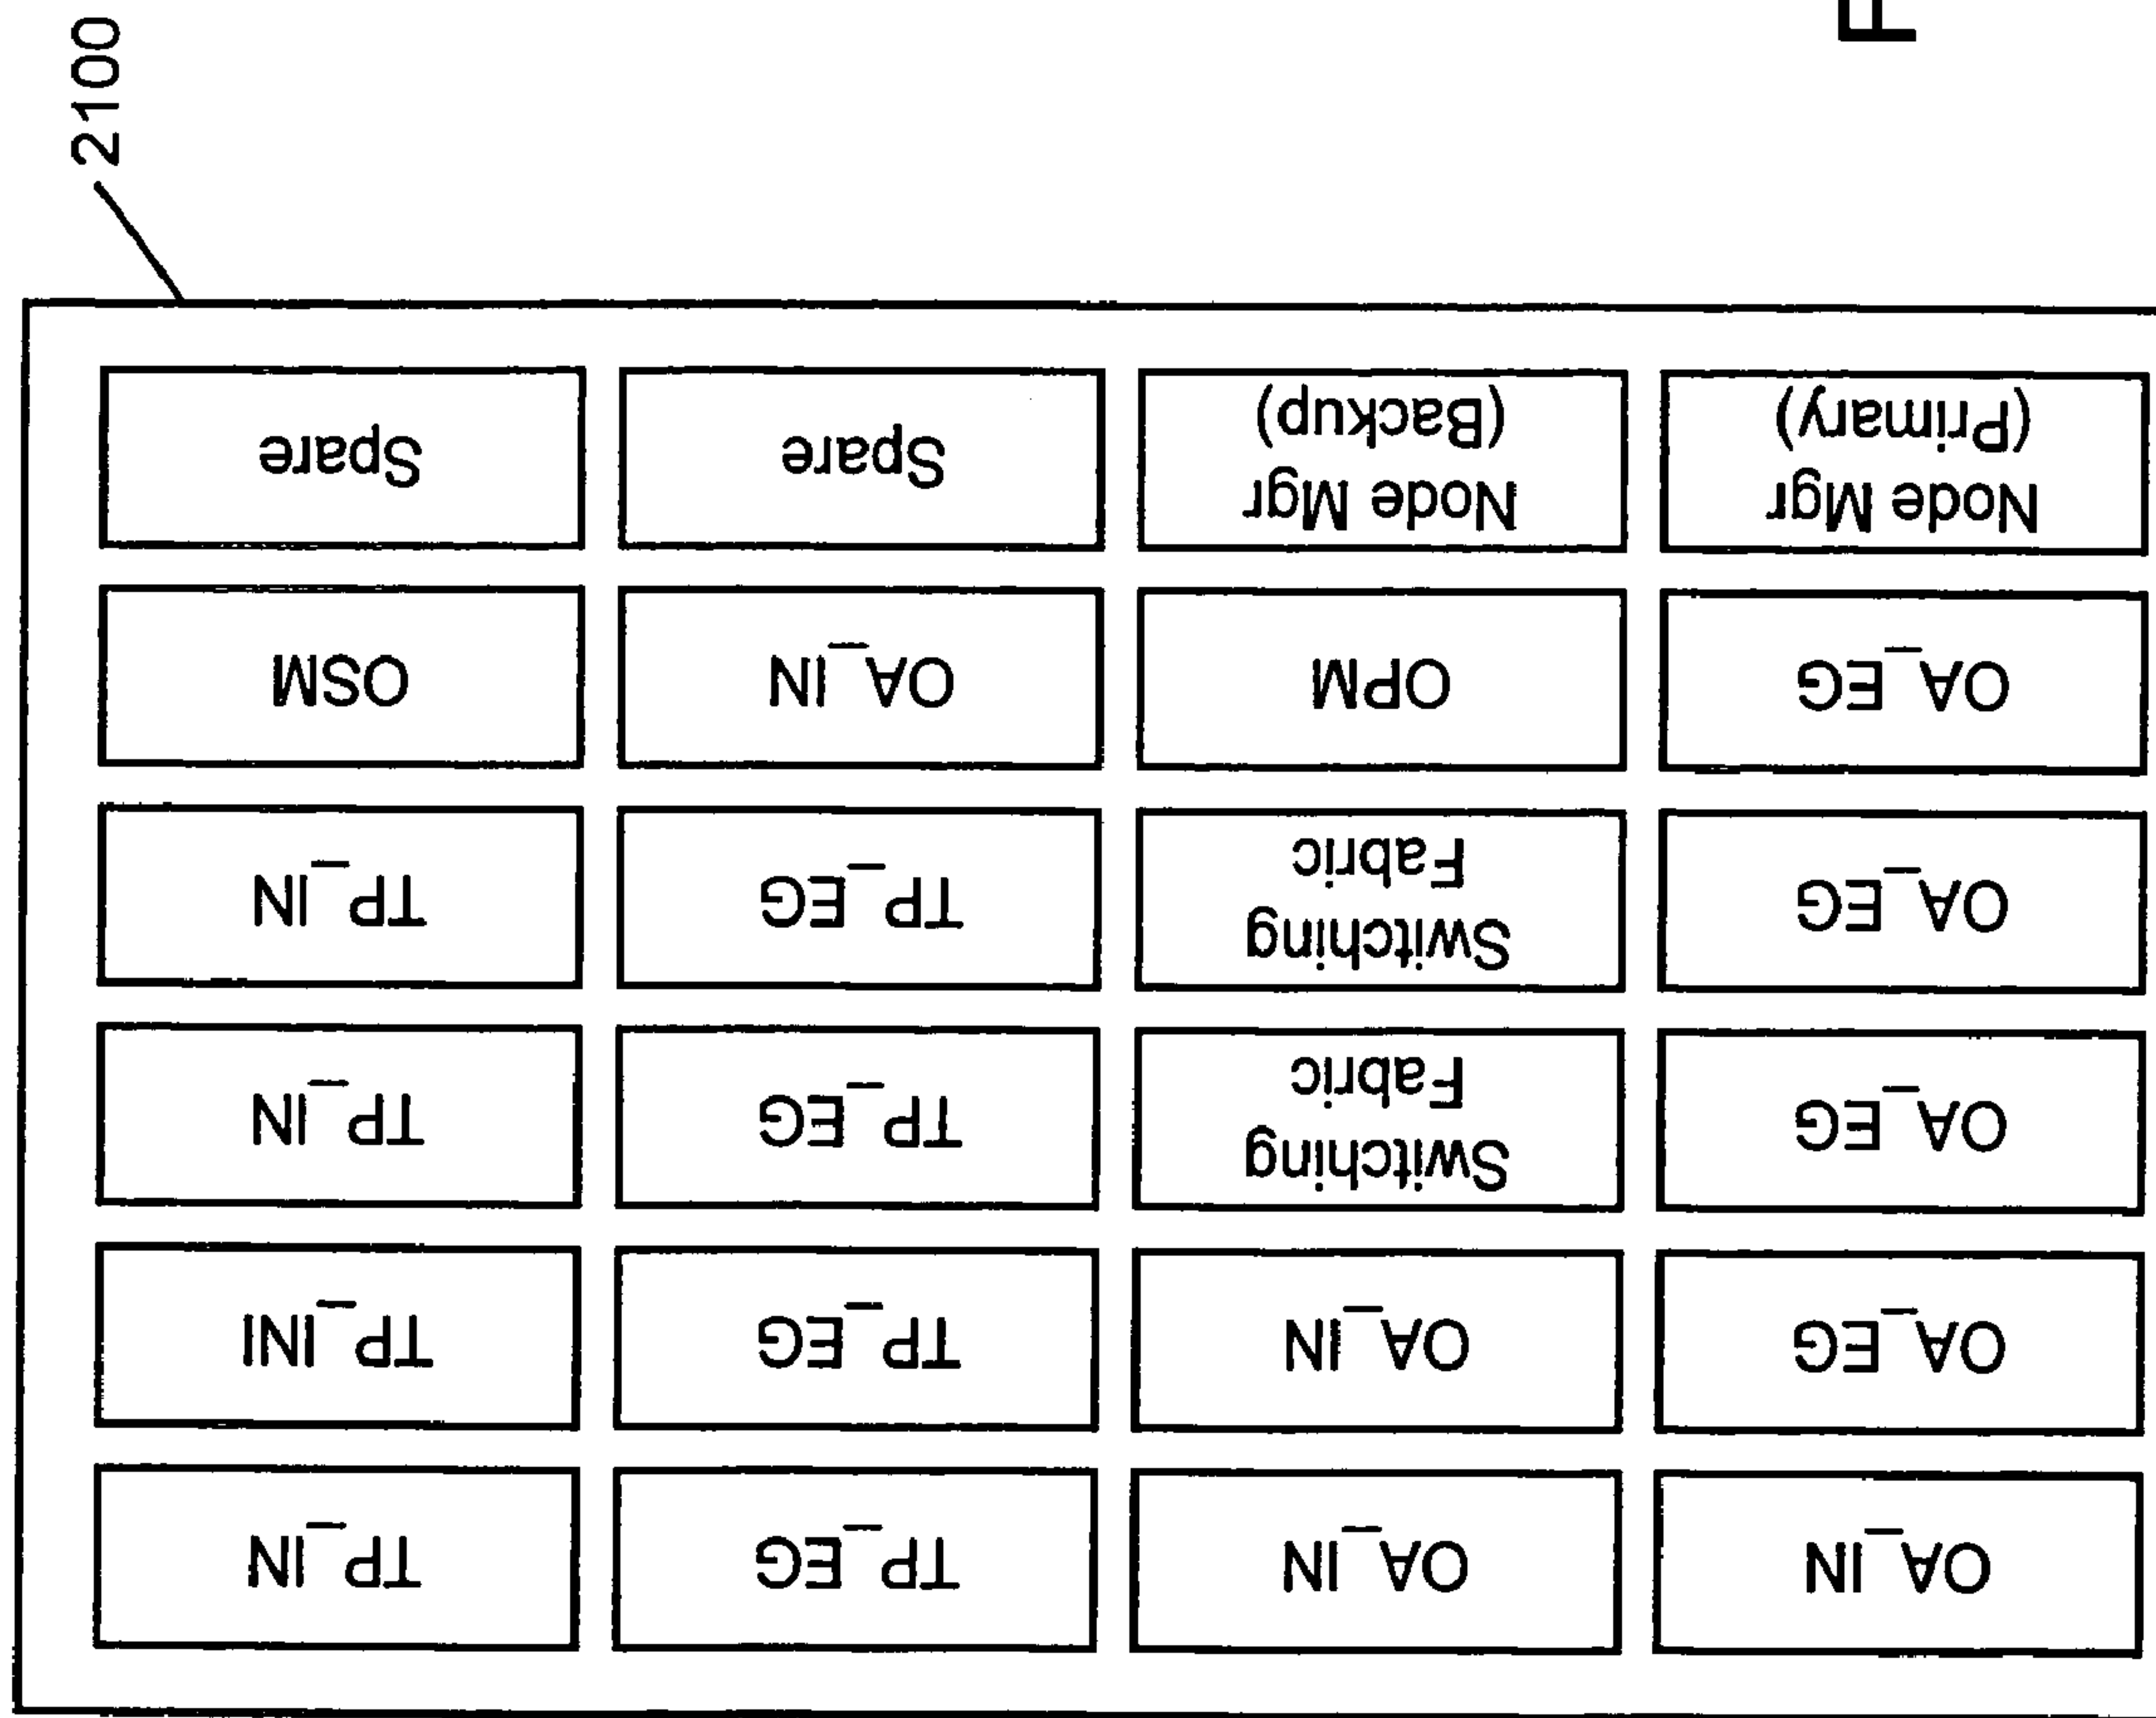 OA_IN
OA_IN
TP_EG
TP_IN
OA_EG
OA_IN
TP_EG
TP_INI
OA_EG
Switching
Fabric
TP_EG
TP_IN
OA_EG
Switching
Fabric
TP_EG
TP_IN
OA_EG
OPM
OA_IN
OSM
Node Mgr
(Primary)
Node Mgr
(Backup)
Spare
Spare
2100
F